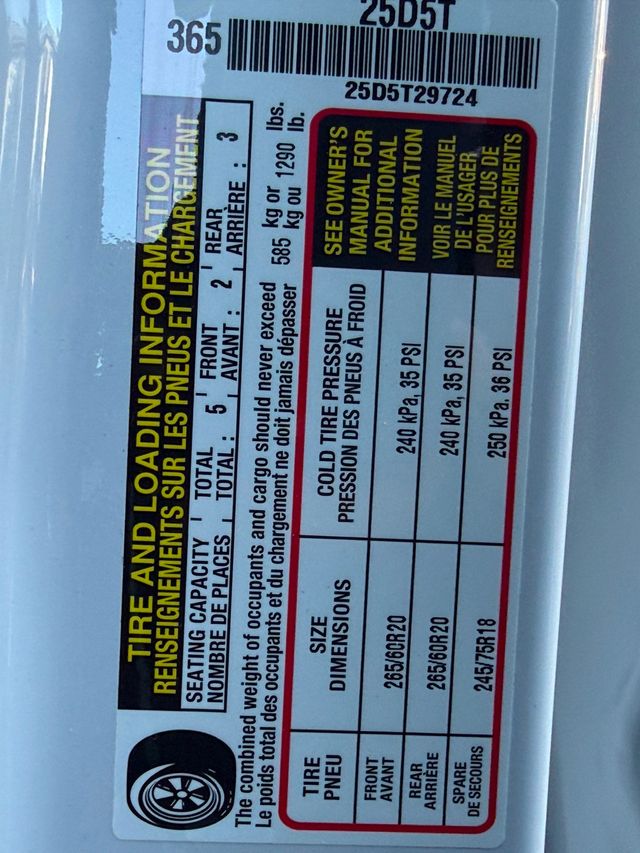 365
25D5T
25D5T29724
TIRE AND LOADING INFORMATION
RENSEIGNEMENTS SUR LES PNEUS ET LE CHARGEMENT
SEATING CAPACITY TOTAL 5 FRONT 2 REAR 3
NOMBRE DE PLACES TOTAL : AVANT : ARRIÈRE :
The combined weight of occupants and cargo should never exceed 585 kg or 1290 lbs.
Le poids total des occupants et du chargement ne doit jamais dépasser kg ou lb.
TIRE
PNEU
SIZE
DIMENSIONS
COLD TIRE PRESSURE
PRESSION DES PNEUS À FROID
SEE OWNER'S
MANUAL FOR
ADDITIONAL
INFORMATION
VOIR LE MANUEL
DE L'USAGER
POUR PLUS DE
RENSEIGNEMENTS
FRONT
AVANT
265/60R20
240 kPa, 35 PSI
REAR
ARRIÈRE
265/60R20
240 kPa, 35 PSI
SPARE
DE SECOURS
245/75R18
250 kPa, 36 PSI